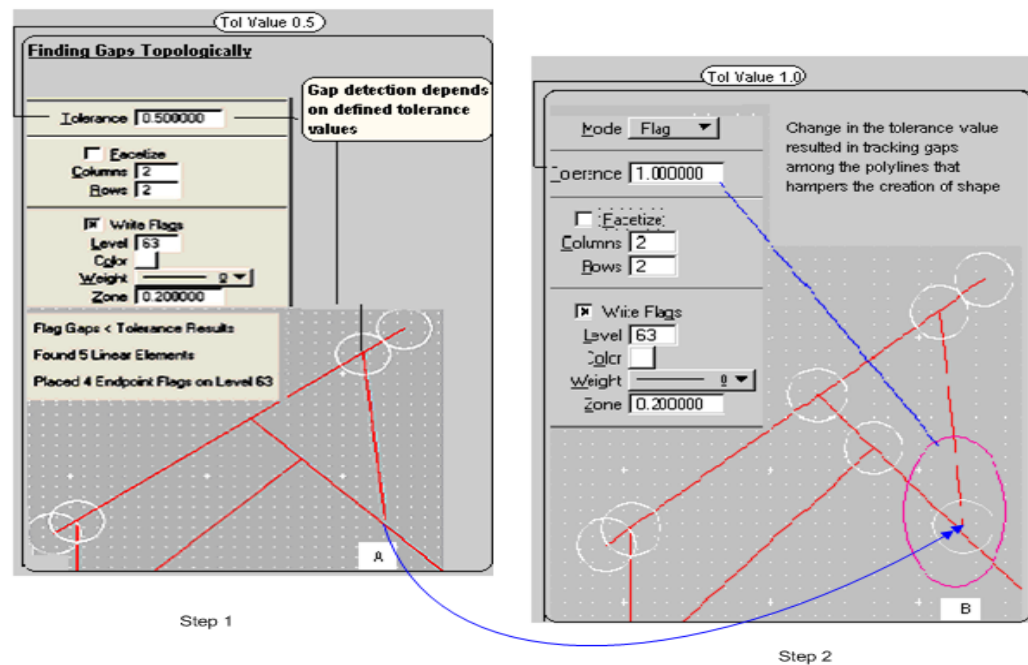 Tol Value 0.5
Finding Gaps Topologically
Gap detection depends
on defined tolerance
values
Tolerance 0.500000
Facetize
Columns 2
Rows 2
Write Flags
Level 63
Color
Weight 0
Zone 0.200000
Flag Gaps < Tolerance Results
Found 5 Linear Elements
Placed 4 Endpoint Flags on Level 63
A
Step 1
Tol Value 1.0
Mode Flag
Tolerance 1.000000
Facetize
Columns 2
Rows 2
Write Flags
Level 63
Color
Weight 0
Zone 0.200000
Change in the tolerance value
resulted in tracking gaps
among the polylines that
hampers the creation of shape
B
Step 2